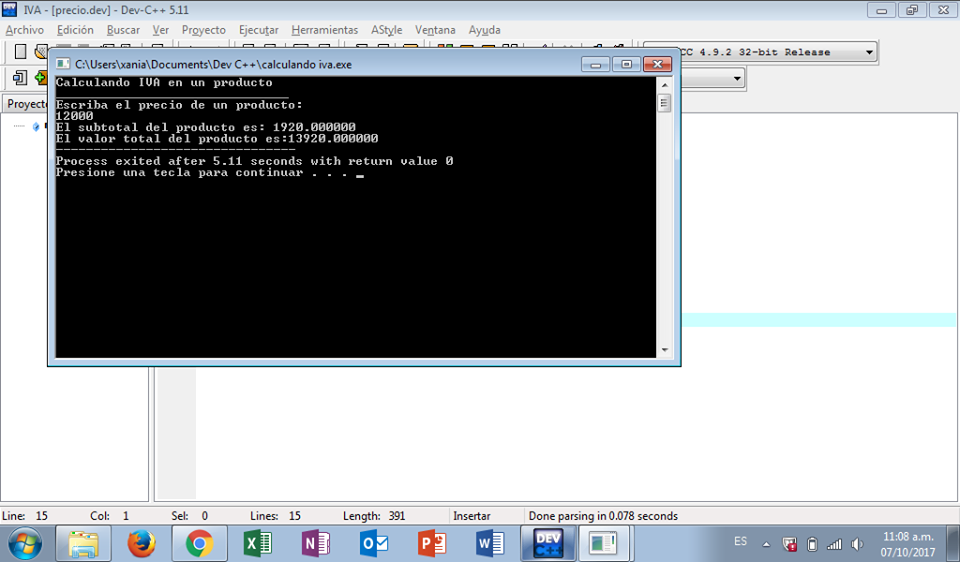 IVA - [precio.dev] - Dev-C++ 5.11
Archivo Edición Buscar Ver Proyecto Ejecutar Herramientas AStyle Ventana Ayuda
CC 4.9.2 32-bit Release
C:\Users\xania\Documents\Dev C++\calculando iva.exe
Proyecto
Calculando IVA en un producto
Escriba el precio de un producto:
12000
El subtotal del producto es: 1920.000000
El valor total del producto es:13920.000000
--------------------------------
Process exited after 5.11 seconds with return value 0
Presione una tecla para continuar . . . _
Line: 15 Col: 1 Sel: 0 Lines: 15 Length: 391 Insertar Done parsing in 0.078 seconds
DEV C++
ES
11:08 a.m.
07/10/2017